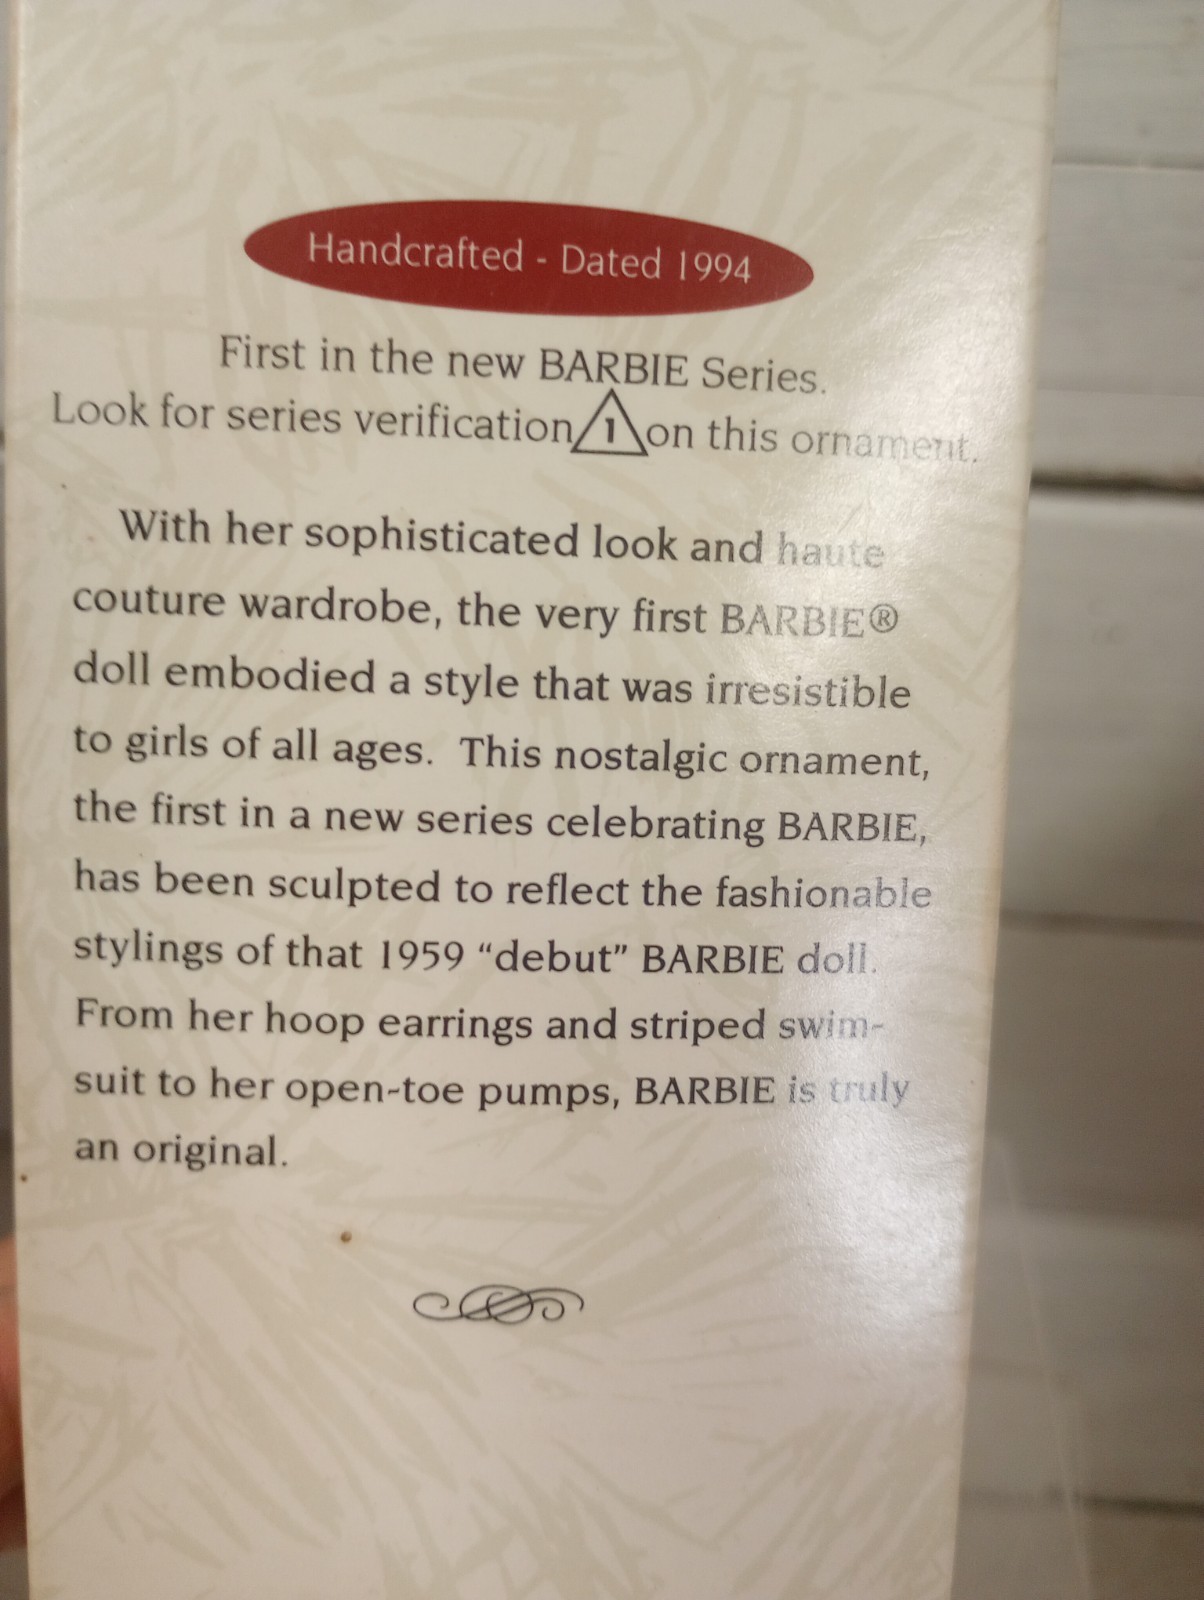 Handcrafted - Dated 1994
First in the new BARBIE Series.
Look for series verification 1 on this ornament.
With her sophisticated look and haute
couture wardrobe, the very first BARBIE®
doll embodied a style that was irresistible
to girls of all ages. This nostalgic ornament,
the first in a new series celebrating BARBIE,
has been sculpted to reflect the fashionable
stylings of that 1959 “debut” BARBIE doll.
From her hoop earrings and striped swim-
suit to her open-toe pumps, BARBIE is truly
an original.